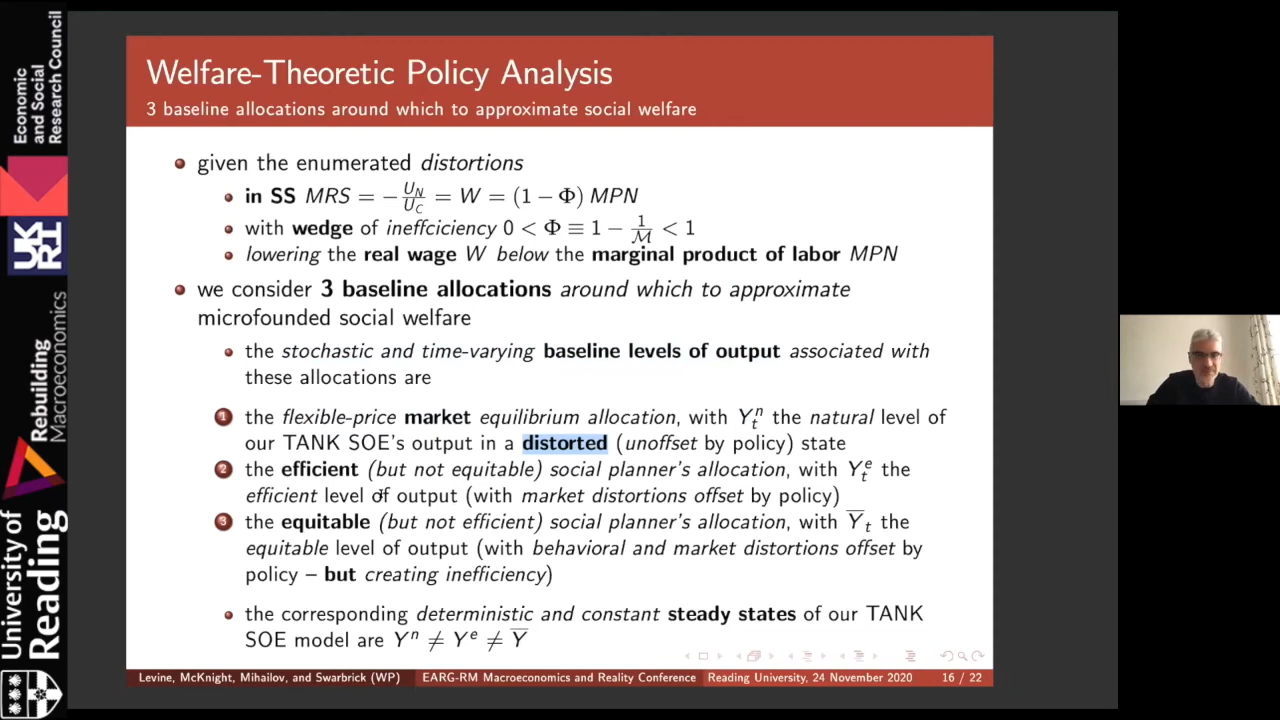 Economic
and Social
Research Council
UKRI
Rebuilding
Macroeconomics
University of
Reading
Welfare-Theoretic Policy Analysis
3 baseline allocations around which to approximate social welfare
given the enumerated distortions
in SS MRS = −U_N/U_C = W = (1 − Φ) MPN
with wedge of ineffciciency 0 < Φ ≡ 1 − 1/ℳ < 1
lowering the real wage W below the marginal product of labor MPN
we consider 3 baseline allocations around which to approximate
microfounded social welfare
the stochastic and time-varying baseline levels of output associated with
these allocations are
1 the flexible-price market equilibrium allocation, with Y_t^n the natural level of
our TANK SOE's output in a distorted (unoffset by policy) state
2 the efficient (but not equitable) social planner's allocation, with Y_t^e the
efficient level of output (with market distortions offset by policy)
3 the equitable (but not efficient) social planner's allocation, with Y̅_t the
equitable level of output (with behavioral and market distortions offset by
policy – but creating inefficiency)
the corresponding deterministic and constant steady states of our TANK
SOE model are Y^n ≠ Y^e ≠ Y̅
Levine, McKnight, Mihailov, and Swarbrick (WP) EARG-RM Macroeconomics and Reality Conference Reading University, 24 November 2020 16 / 22